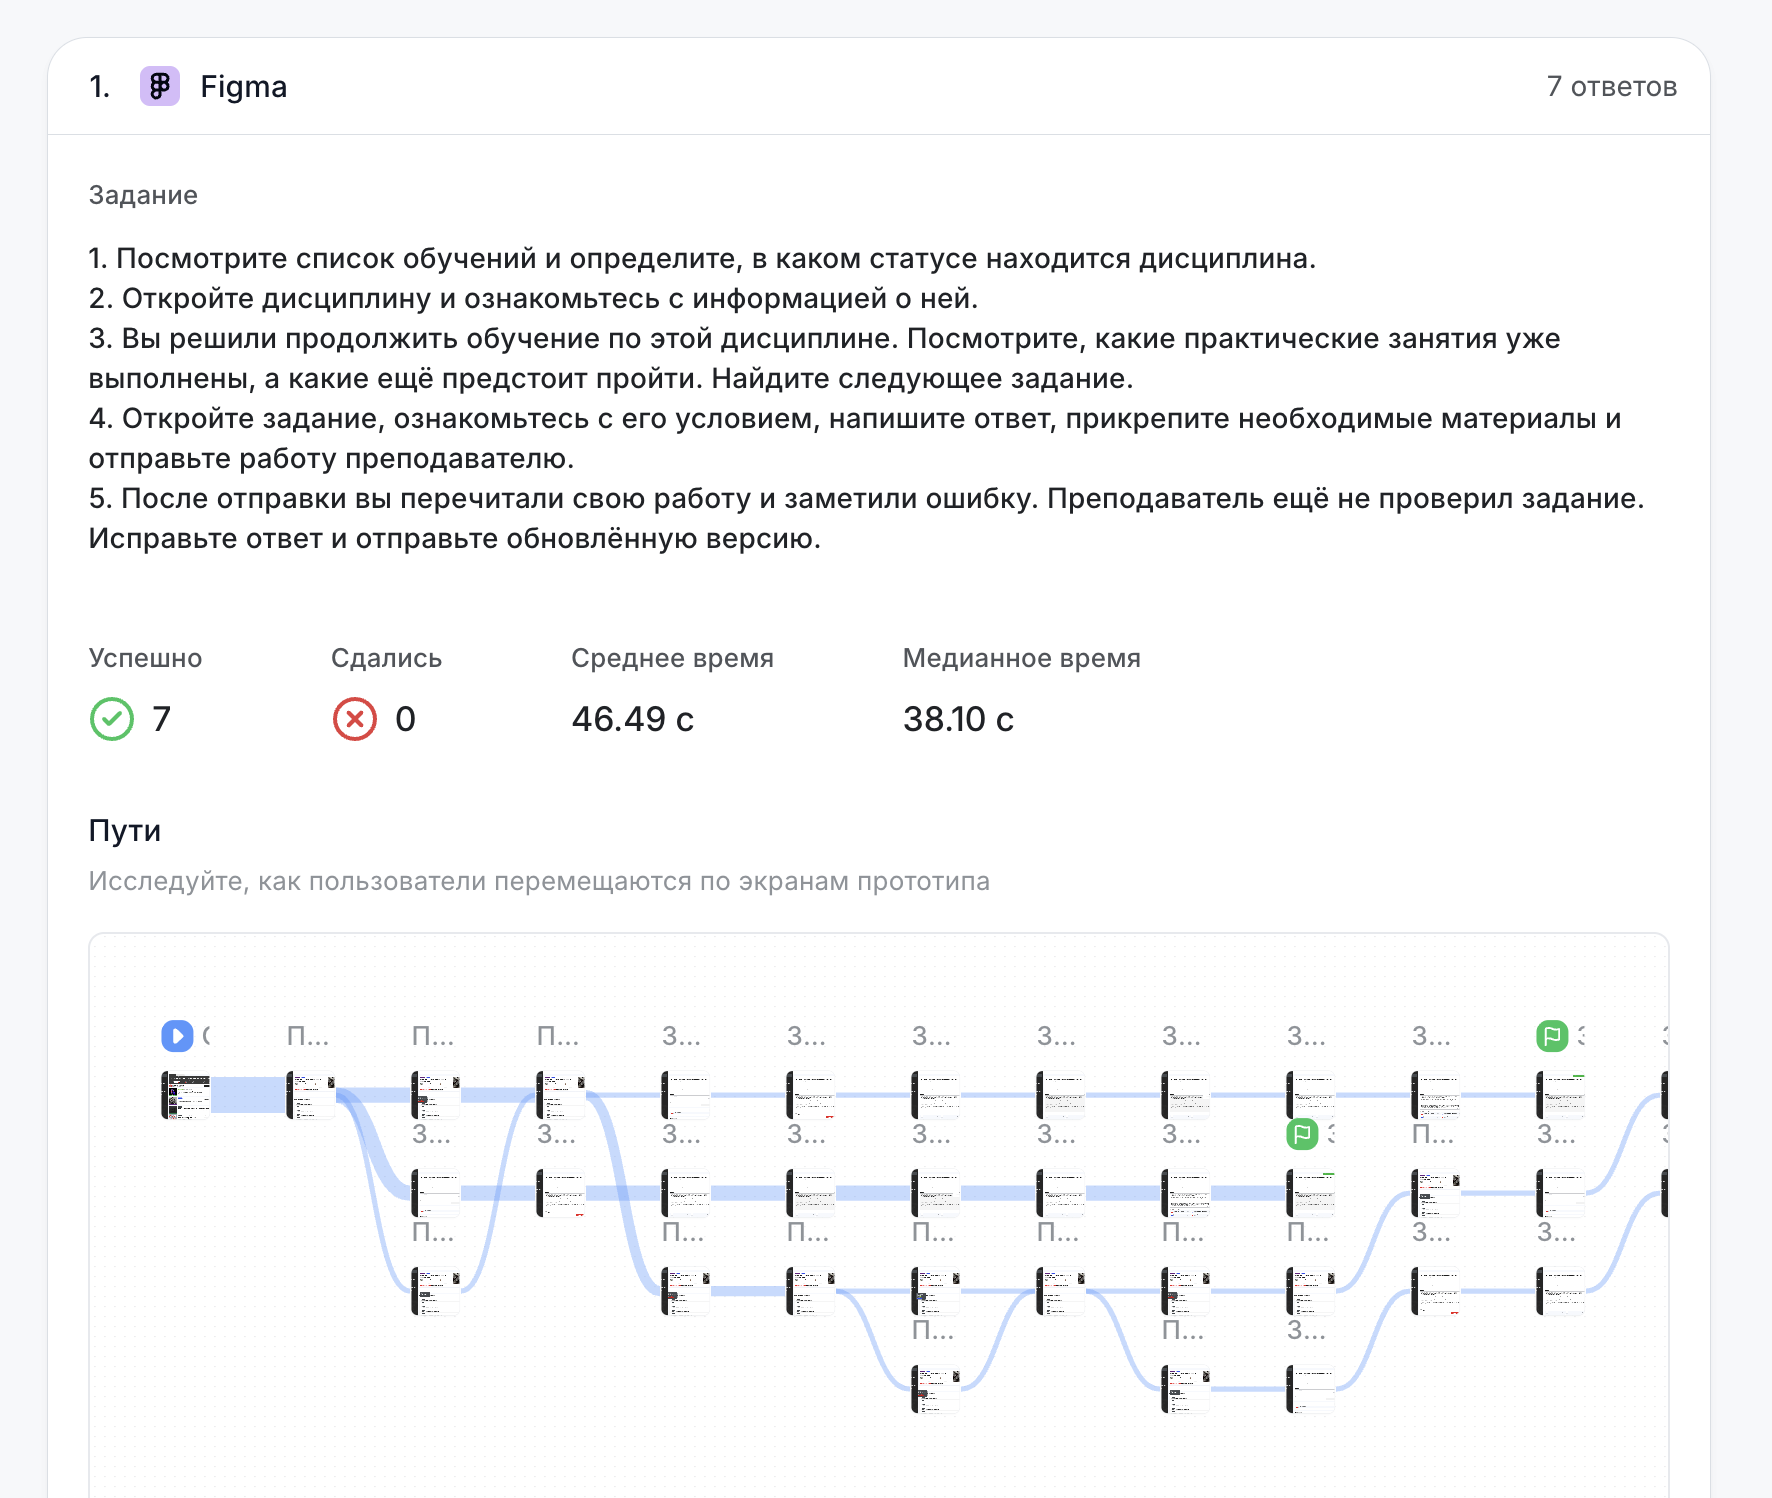 1. Figma 7 ответов
Задание
1. Посмотрите список обучений и определите, в каком статусе находится дисциплина.
2. Откройте дисциплину и ознакомьтесь с информацией о ней.
3. Вы решили продолжить обучение по этой дисциплине. Посмотрите, какие практические занятия уже
выполнены, а какие ещё предстоит пройти. Найдите следующее задание.
4. Откройте задание, ознакомьтесь с его условием, напишите ответ, прикрепите необходимые материалы и
отправьте работу преподавателю.
5. После отправки вы перечитали свою работу и заметили ошибку. Преподаватель ещё не проверил задание.
Исправьте ответ и отправьте обновлённую версию.
Успешно Сдались Среднее время Медианное время
7 0 46.49 с 38.10 с
Пути
Исследуйте, как пользователи перемещаются по экранам прототипа
П... П... П... З... З... З... З... З... З... З...
З... З... З... З... З... З... З... П... З...
П... П... П... П... П... П... П... З... З...
П... П... З...